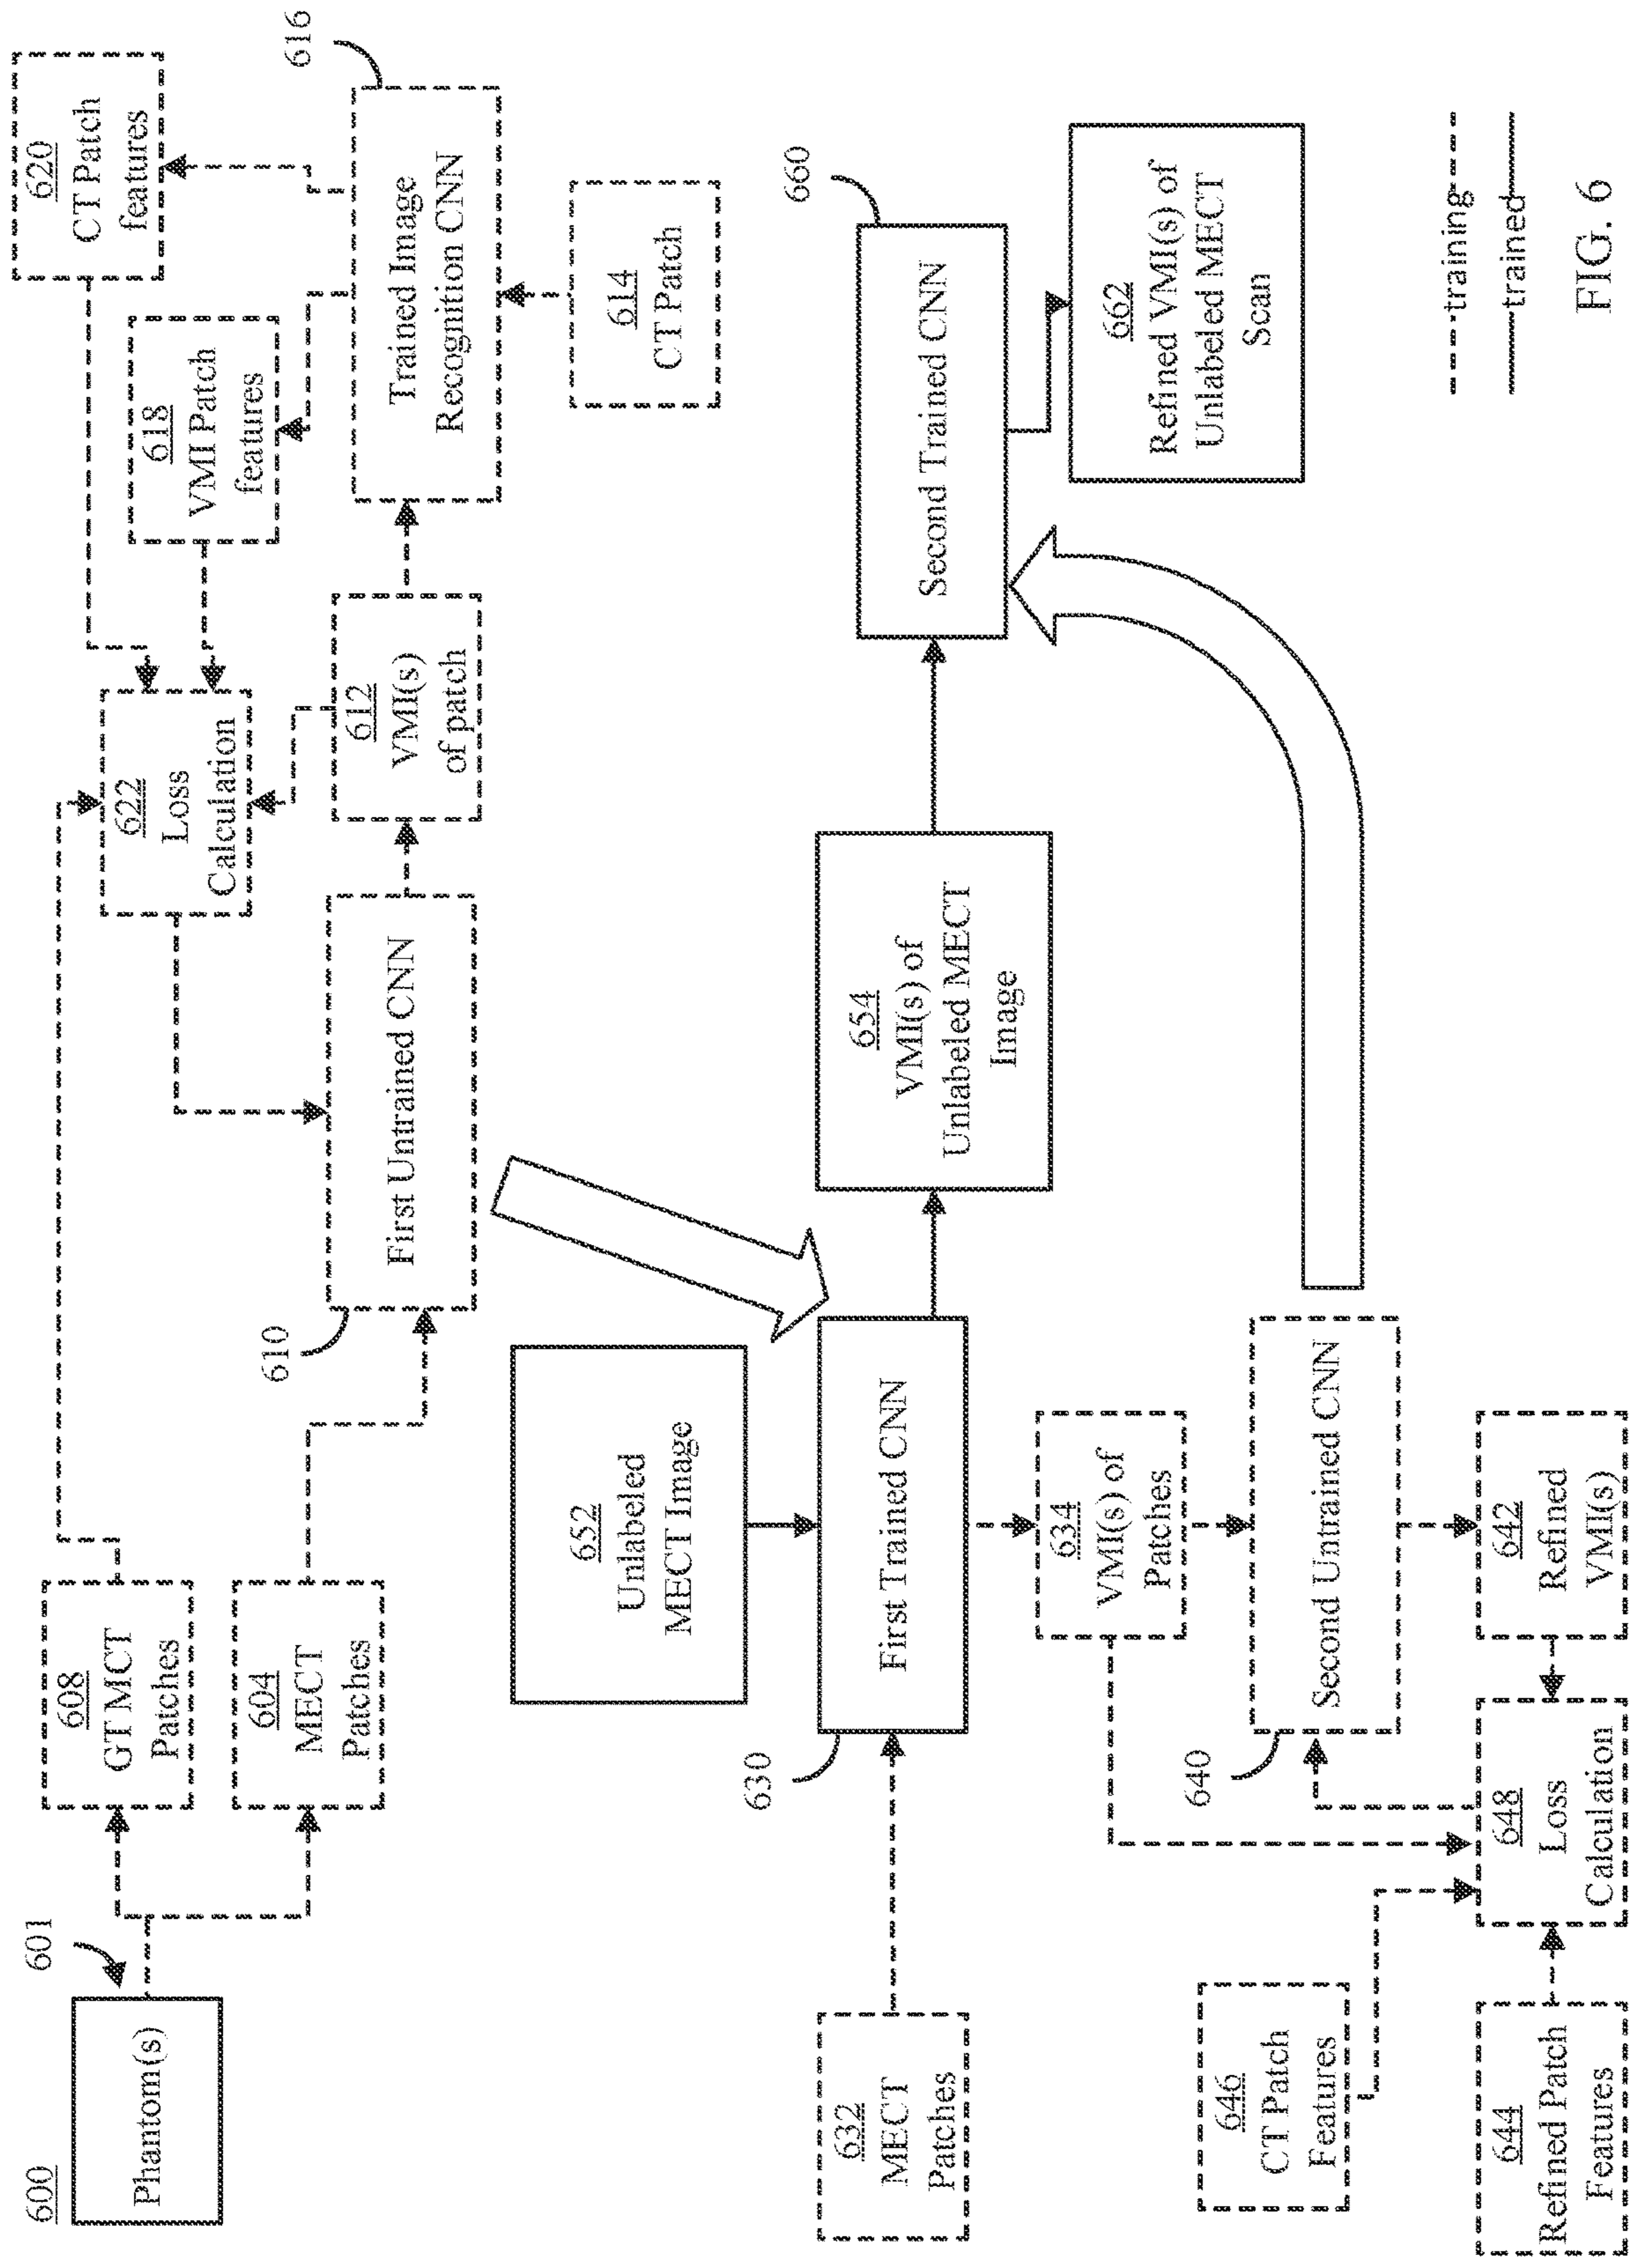 600
Phantom(s)
601
608
GT MCT
Patches
604
MECT
Patches
610
First Untrained CNN
622
Loss
Calculation
612
VMI(s)
of patch
618
VMI Patch
features
620
CT Patch
features
616
Trained Image
Recognition CNN
614
CT Patch
652
Unlabeled
MECT Image
632
MECT
Patches
630
First Trained CNN
654
VMI(s) of
Unlabeled MECT
Image
660
Second Trained CNN
662
Refined VMI(s) of
Unlabeled MECT
Scan
634
VMI(s) of
Patches
640
Second Untrained CNN
646
CT Patch
Features
644
Refined Patch
Features
648
Loss
Calculation
642
Refined
VMI(s)
training
trained
FIG. 6